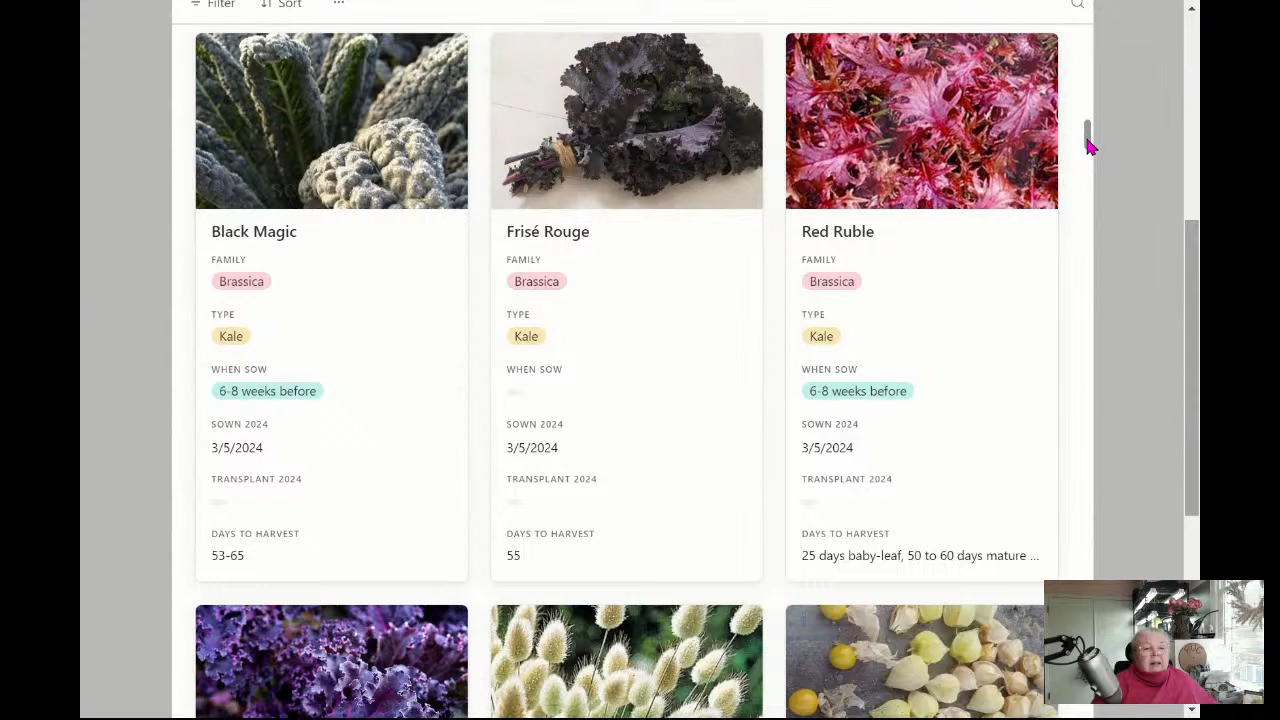 Filter Sort ...
Black Magic
FAMILY
Brassica
TYPE
Kale
WHEN SOW
6-8 weeks before
SOWN 2024
3/5/2024
TRANSPLANT 2024
DAYS TO HARVEST
53-65
Frisé Rouge
FAMILY
Brassica
TYPE
Kale
WHEN SOW
SOWN 2024
3/5/2024
TRANSPLANT 2024
DAYS TO HARVEST
55
Red Ruble
FAMILY
Brassica
TYPE
Kale
WHEN SOW
6-8 weeks before
SOWN 2024
3/5/2024
TRANSPLANT 2024
DAYS TO HARVEST
25 days baby-leaf, 50 to 60 days mature ...